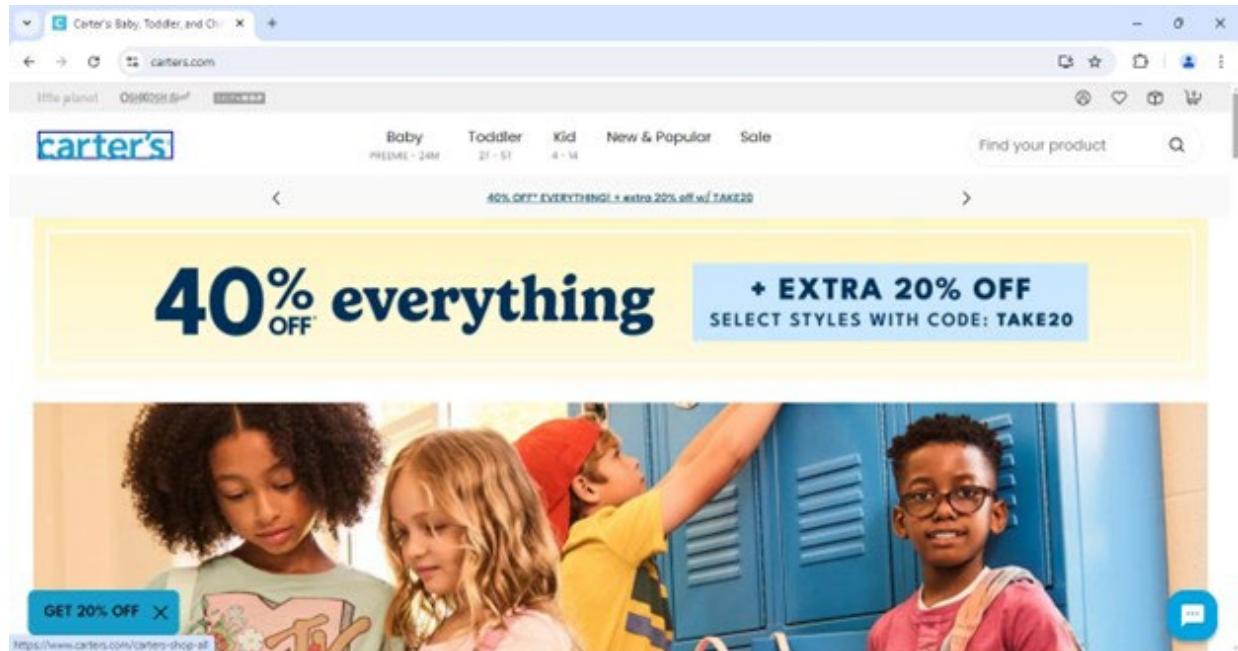 Carter's Baby, Toddler, and Ch
carters.com
little planet OSHKOSH
carter's
Baby Toddler Kid New & Popular Sale
PREEMIE - 24M 2T - 5T 4 - 14
Find your product
40% OFF* EVERYTHING! + extra 20% off w/ TAKE20
40% OFF* everything
+ EXTRA 20% OFF
SELECT STYLES WITH CODE: TAKE20
GET 20% OFF
https://www.carters.com/carters-shop-all